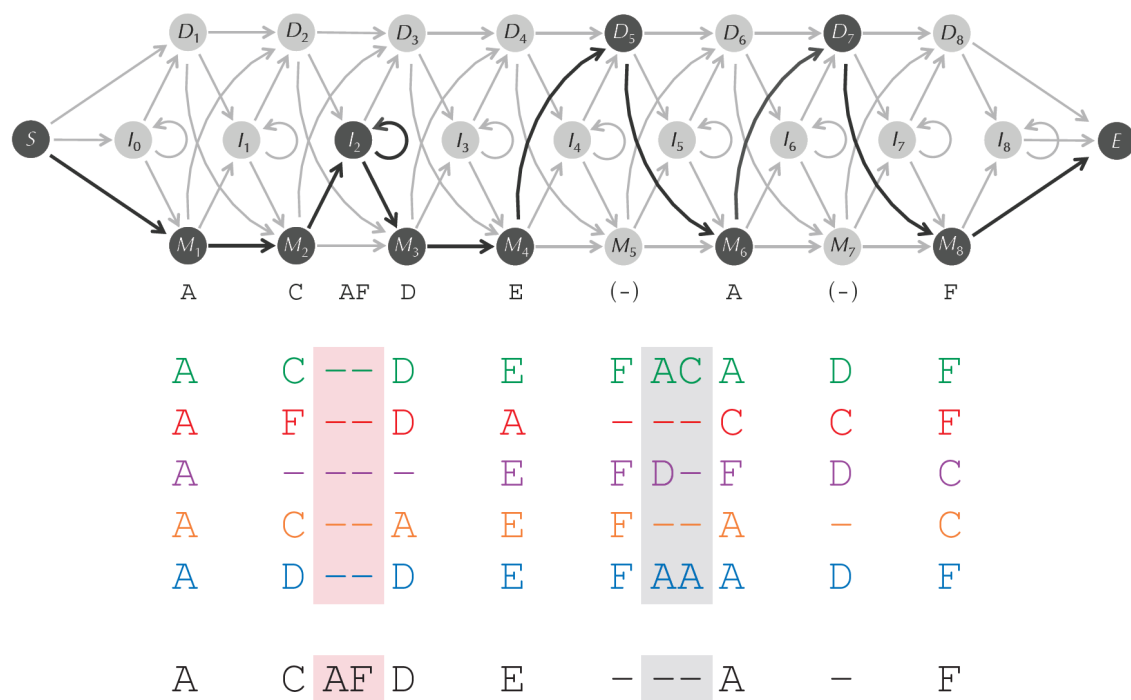 D1 D2 D3 D4 D5 D6 D7 D8
S I0 I1 I2 I3 I4 I5 I6 I7 I8 E
M1 M2 M3 M4 M5 M6 M7 M8
A C AF D E (-) A (-) F
A C -- D E F AC A D F
A F -- D A - -- C C F
A - -- - E F D- F D C
A C -- A E F -- A - C
A D -- D E F AA A D F
A C AF D E - -- A - F